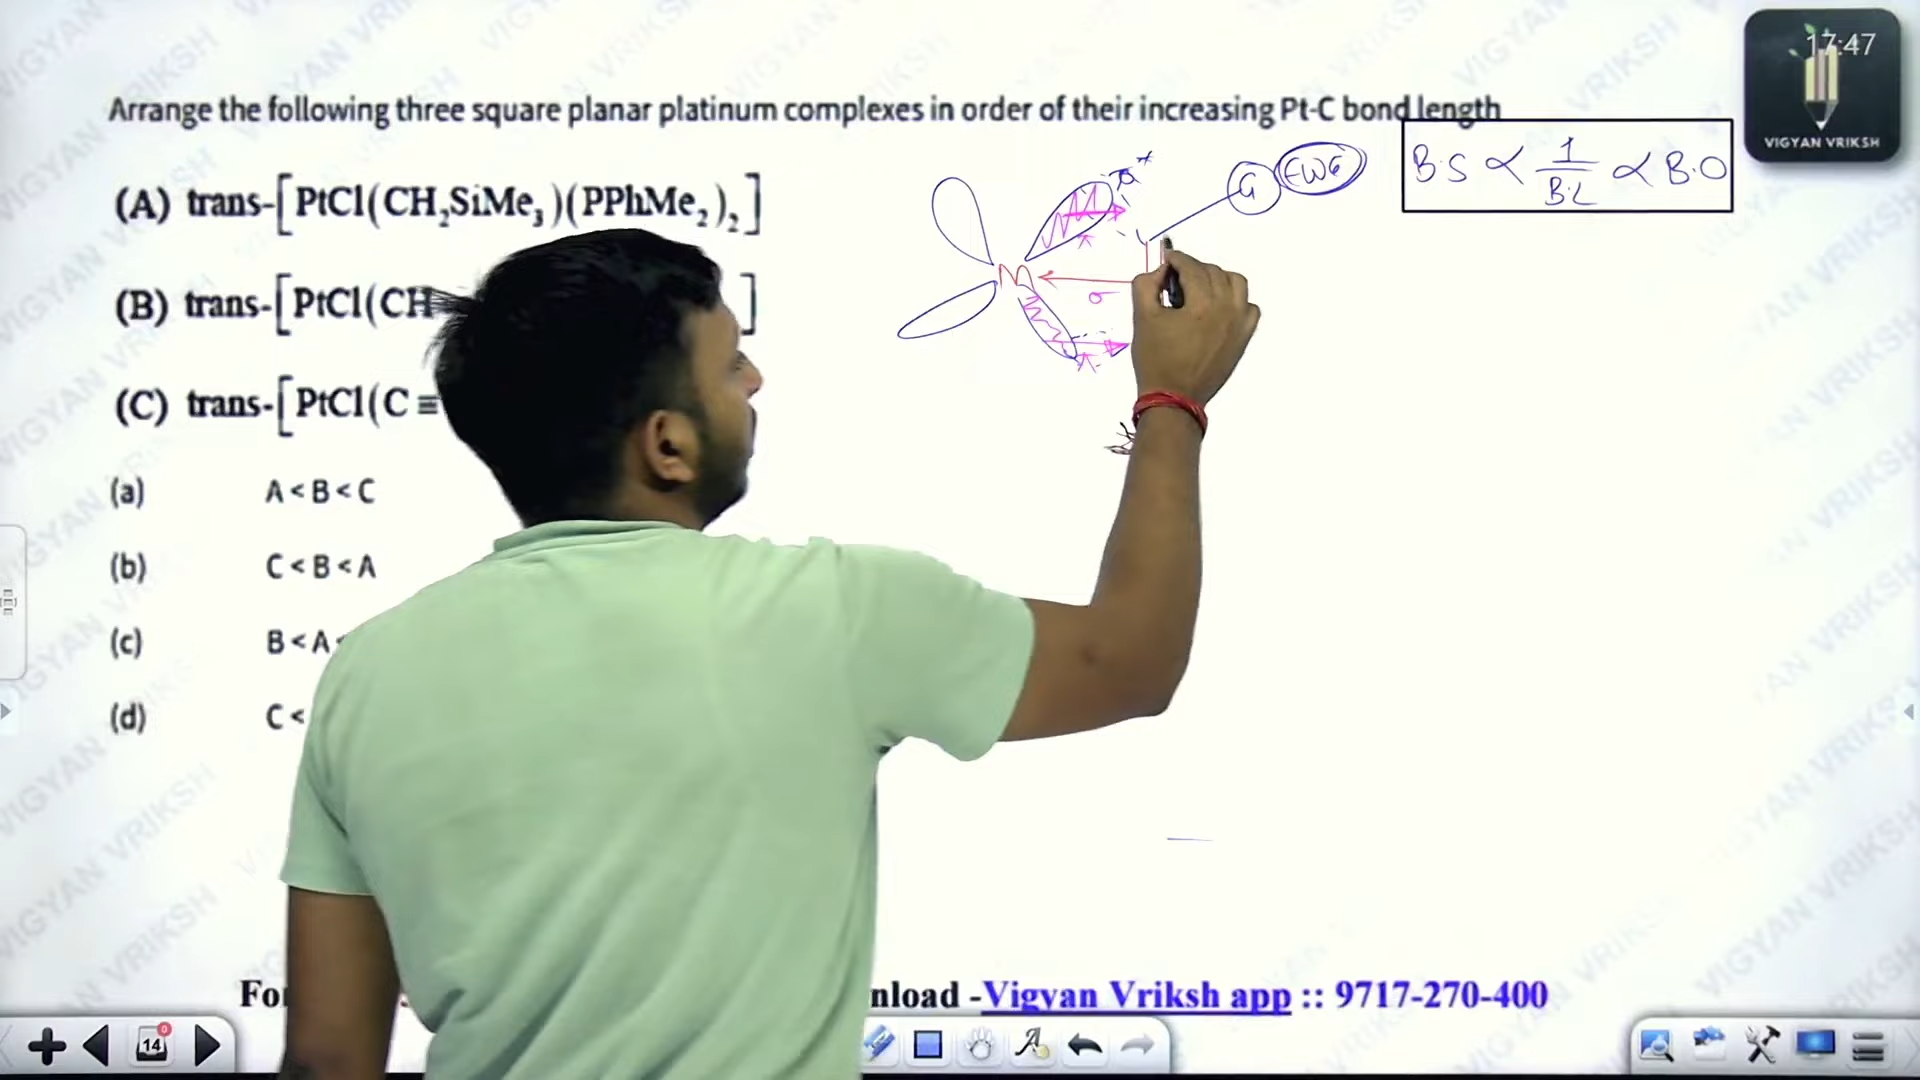 17:47
VIGYAN VRIKSH
Arrange the following three square planar platinum complexes in order of their increasing Pt-C bond length
B.S ∝ 1/B.L ∝ B.O
G EWG
π*
(A) trans-[PtCl(CH₂SiMe₃)(PPhMe₂)₂]
π
M
σ
(B) trans-[PtCl(CH ]
π
(C) trans-[PtCl(C ≡
(a) A < B < C
(b) C < B < A
(c) B < A <
(d) C <
For nload -Vigyan Vriksh app :: 9717-270-400
14
0